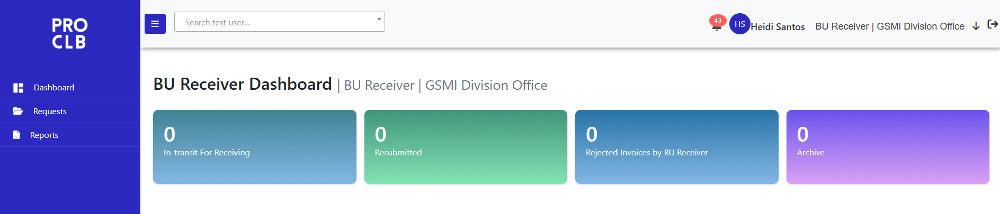 PRO
CLB
Search test user...
43
HS
Heidi Santos
BU Receiver | GSMI Division Office
Dashboard
Requests
Reports
BU Receiver Dashboard | BU Receiver | GSMI Division Office
0
In-transit For Receiving
0
Resubmitted
0
Rejected Invoices by BU Receiver
0
Archive